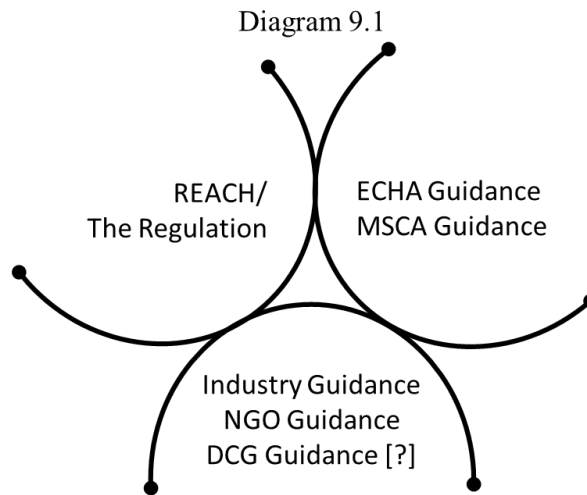 Diagram 9.1
REACH/
The Regulation
ECHA Guidance
MSCA Guidance
Industry Guidance
NGO Guidance
DCG Guidance [?]